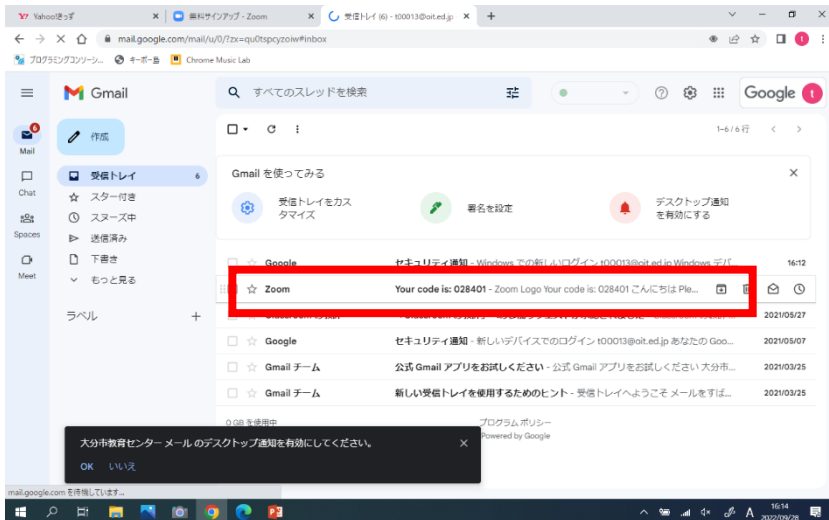 Yahoo!きっず
無料サインアップ - Zoom
受信トレイ (6) - t00013@oit.ed.jp
mail.google.com/mail/u/0/?zx=qu0tspcyzoiw#inbox
プログラミングコンツーシ...
キーボー島
Chrome Music Lab
Gmail
すべてのスレッドを検索
Google
t
6
Mail
Chat
Spaces
Meet
作成
受信トレイ 6
スター付き
スヌーズ中
送信済み
下書き
もっと見る
ラベル
1–6 / 6 行
Gmail を使ってみる
受信トレイをカス
タマイズ
署名を設定
デスクトップ通知
を有効にする
Google セキュリティ通知 - Windows での新しいログイン t00013@oit.ed.jp Windows デバ... 16:12
Zoom Your code is: 028401 - Zoom Logo Your code is: 028401 こんにちは Ple...
2021/05/27
Google セキュリティ通知 - 新しいデバイスでのログイン t00013@oit.ed.jp あなたの Goo... 2021/05/07
Gmail チーム 公式 Gmail アプリをお試しください - 公式 Gmail アプリをお試しください 大分市... 2021/03/25
Gmail チーム 新しい受信トレイを使用するためのヒント - 受信トレイへようこそ メールをすば... 2021/03/25
0 GB を使用中
プログラム ポリシー
Powered by Google
大分市教育センター メール のデスクトップ通知を有効にしてください。
OK いいえ
mail.google.com を待機しています...
A
16:14
2022/09/28